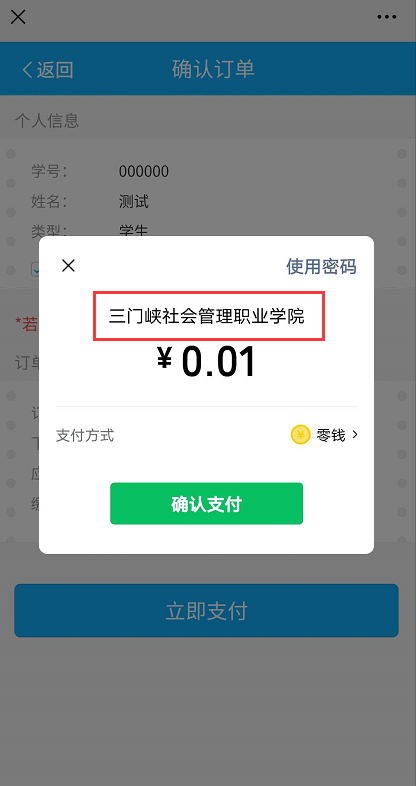 返回
确认订单
个人信息
学号：
000000
姓名：
测试
类型：
学生
使用密码
三门峡社会管理职业学院
¥ 0.01
*若
订单
支付方式
¥
零钱
确认支付
应
立即支付